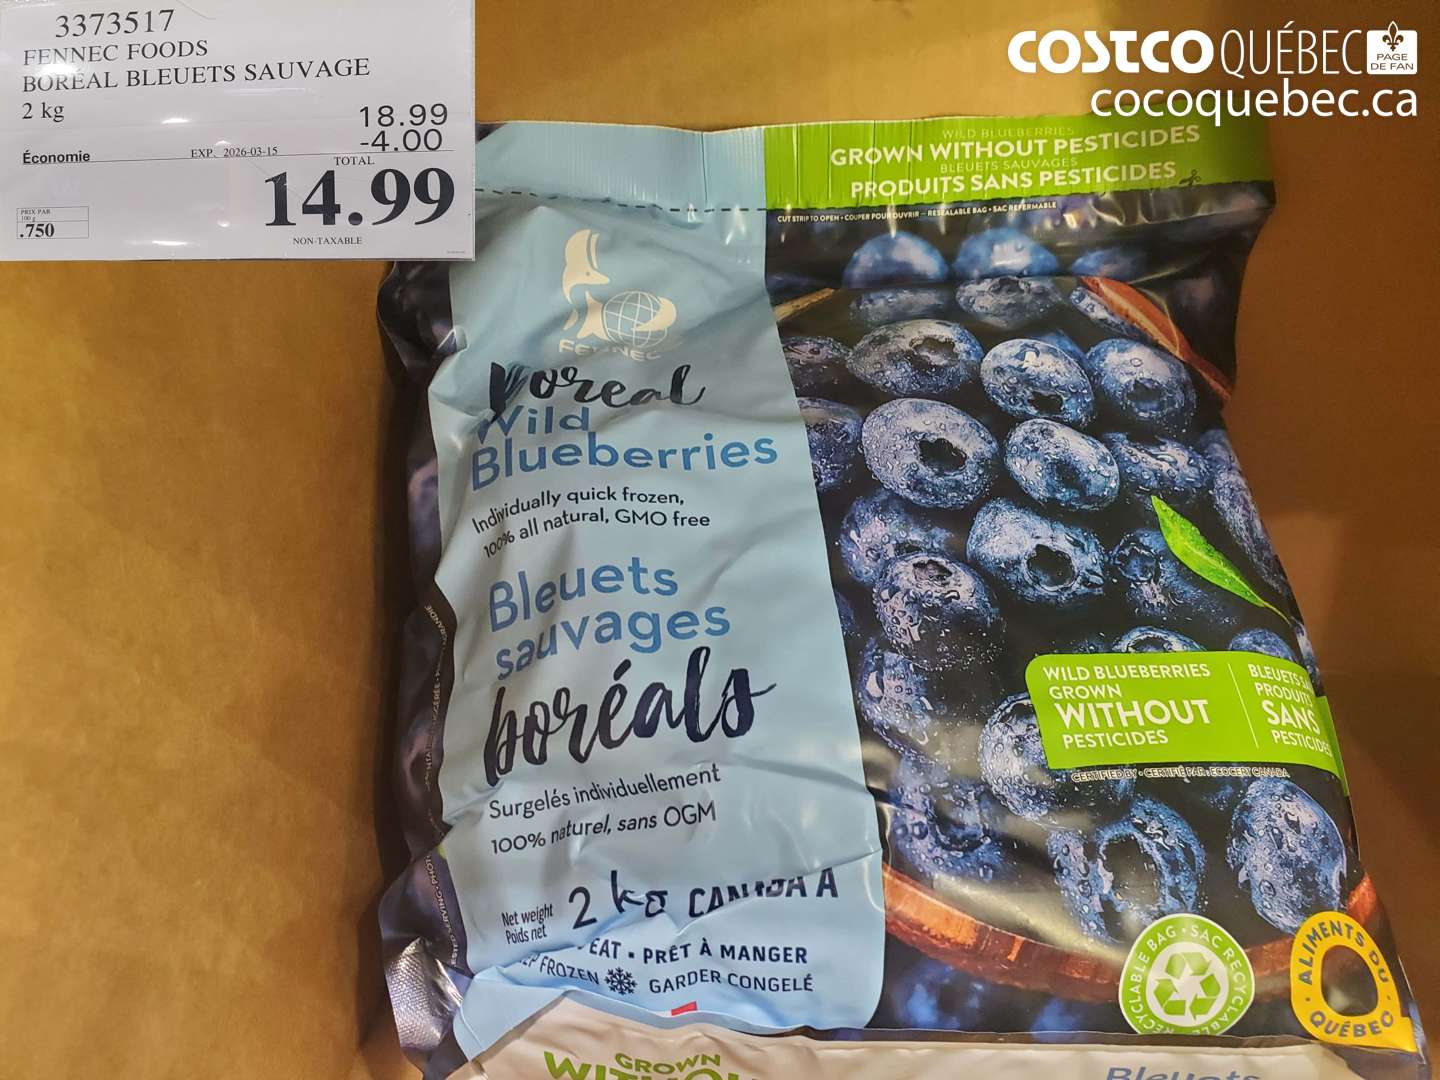 3373517
FENNEC FOODS
BORÉAL BLEUETS SAUVAGE
2 kg
18.99
-4.00
Économie
EXP. 2026-03-15
TOTAL
14.99
NON-TAXABLE
PRIX PAR
100 g
.750
COSTCO QUÉBEC
PAGE
DE FAN
cocoquebec.ca
WILD BLUEBERRIES
GROWN WITHOUT PESTICIDES
BLEUETS SAUVAGES
PRODUITS SANS PESTICIDES
CUT STRIP TO OPEN • COUPER POUR OUVRIR – RESEALABLE BAG • SAC REFERMABLE
FENNEC
Boreal
Wild
Blueberries
Individually quick frozen,
100% all natural, GMO free
Bleuets
sauvages
boréals
Surgelés individuellement
100% naturel, sans OGM
Net weight
Poids net
2 kg CANADA A
EAT • PRÊT À MANGER
FROZEN GARDER CONGELÉ
WILD BLUEBERRIES
GROWN
WITHOUT
PESTICIDES
BLEUETS
PRODUITS
SANS
PESTICIDES
CERTIFIED BY • CERTIFIÉ PAR : ECOCERT CANADA
RECYCLABLE BAG • SAC RECYCLABLE
ALIMENTS DU
QUÉBEC
GROWN
Bleuets